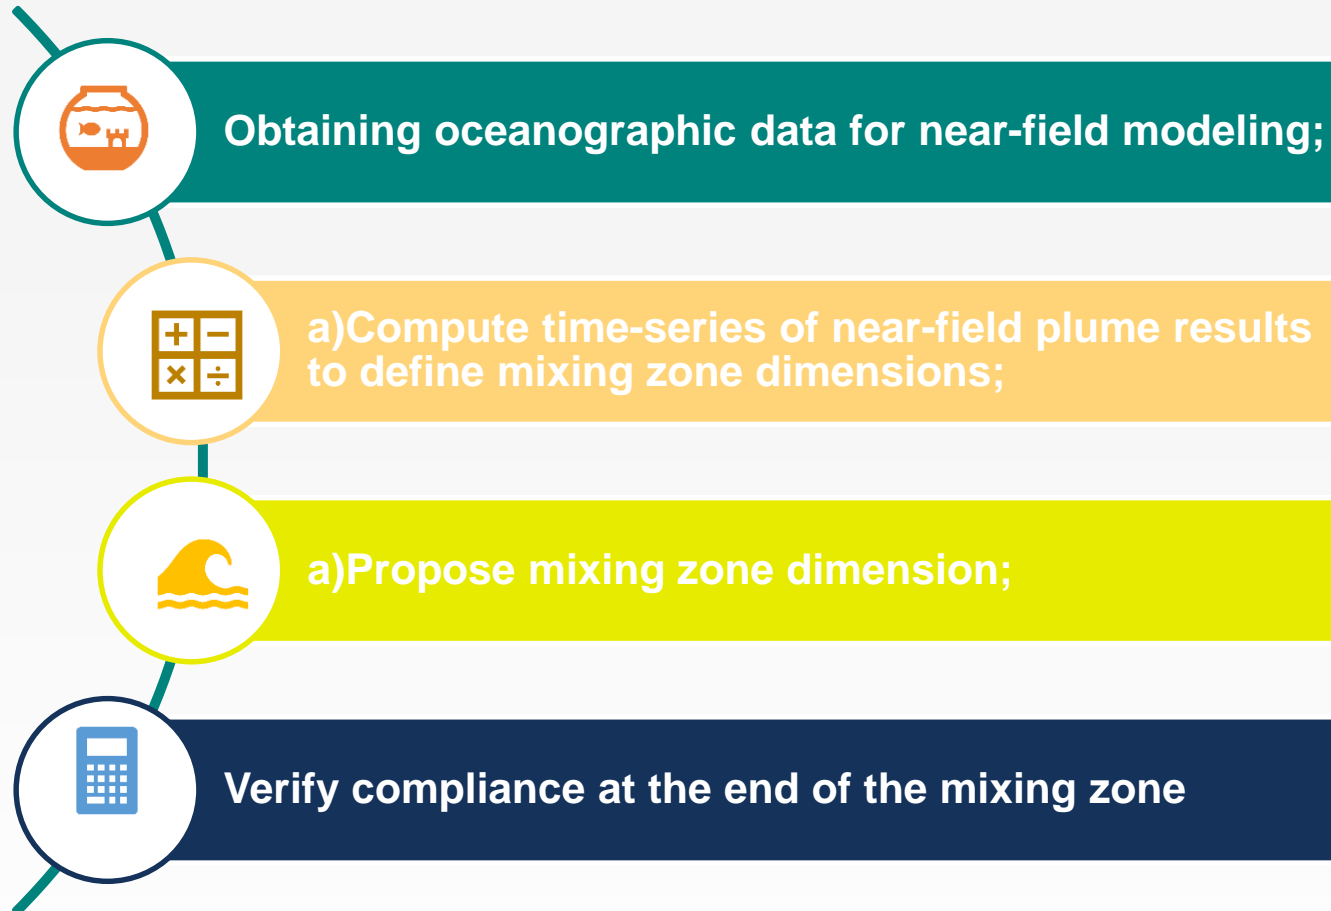 Obtaining oceanographic data for near-field modeling;
a)Compute time-series of near-field plume results
to define mixing zone dimensions;
a)Propose mixing zone dimension;
Verify compliance at the end of the mixing zone